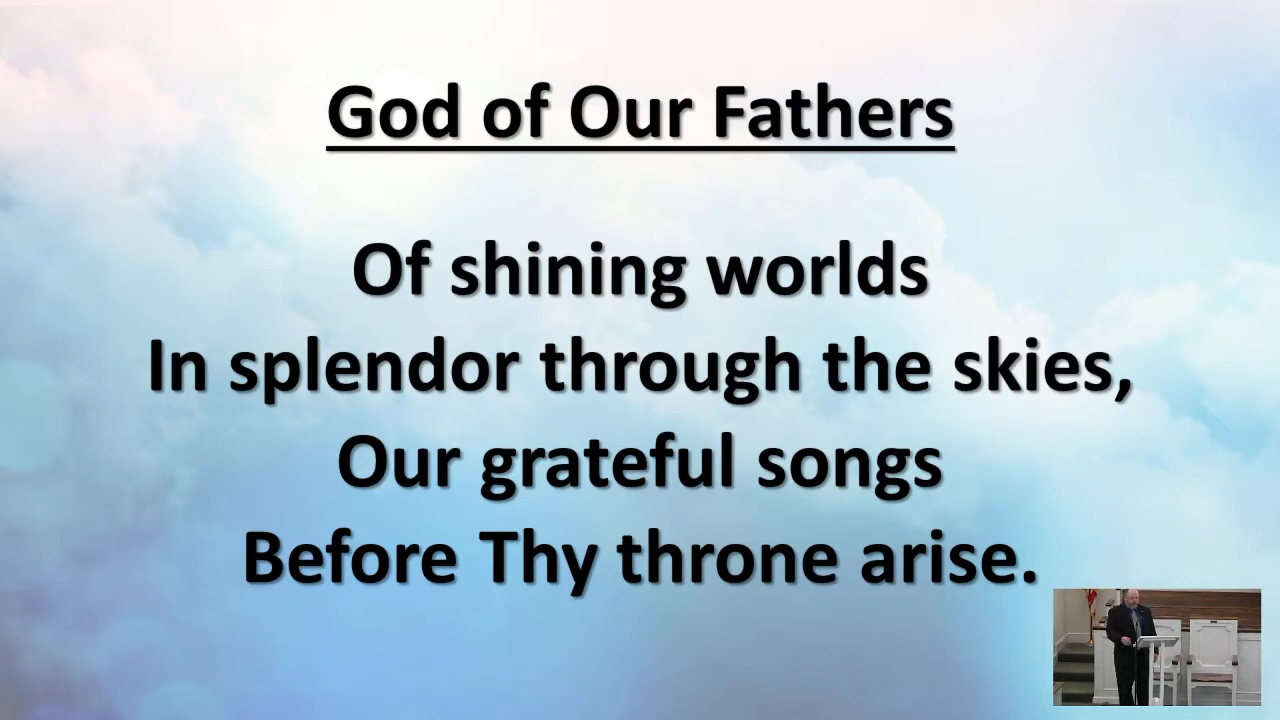 God of Our Fathers
Of shining worlds
In splendor through the skies,
Our grateful songs
Before Thy throne arise.